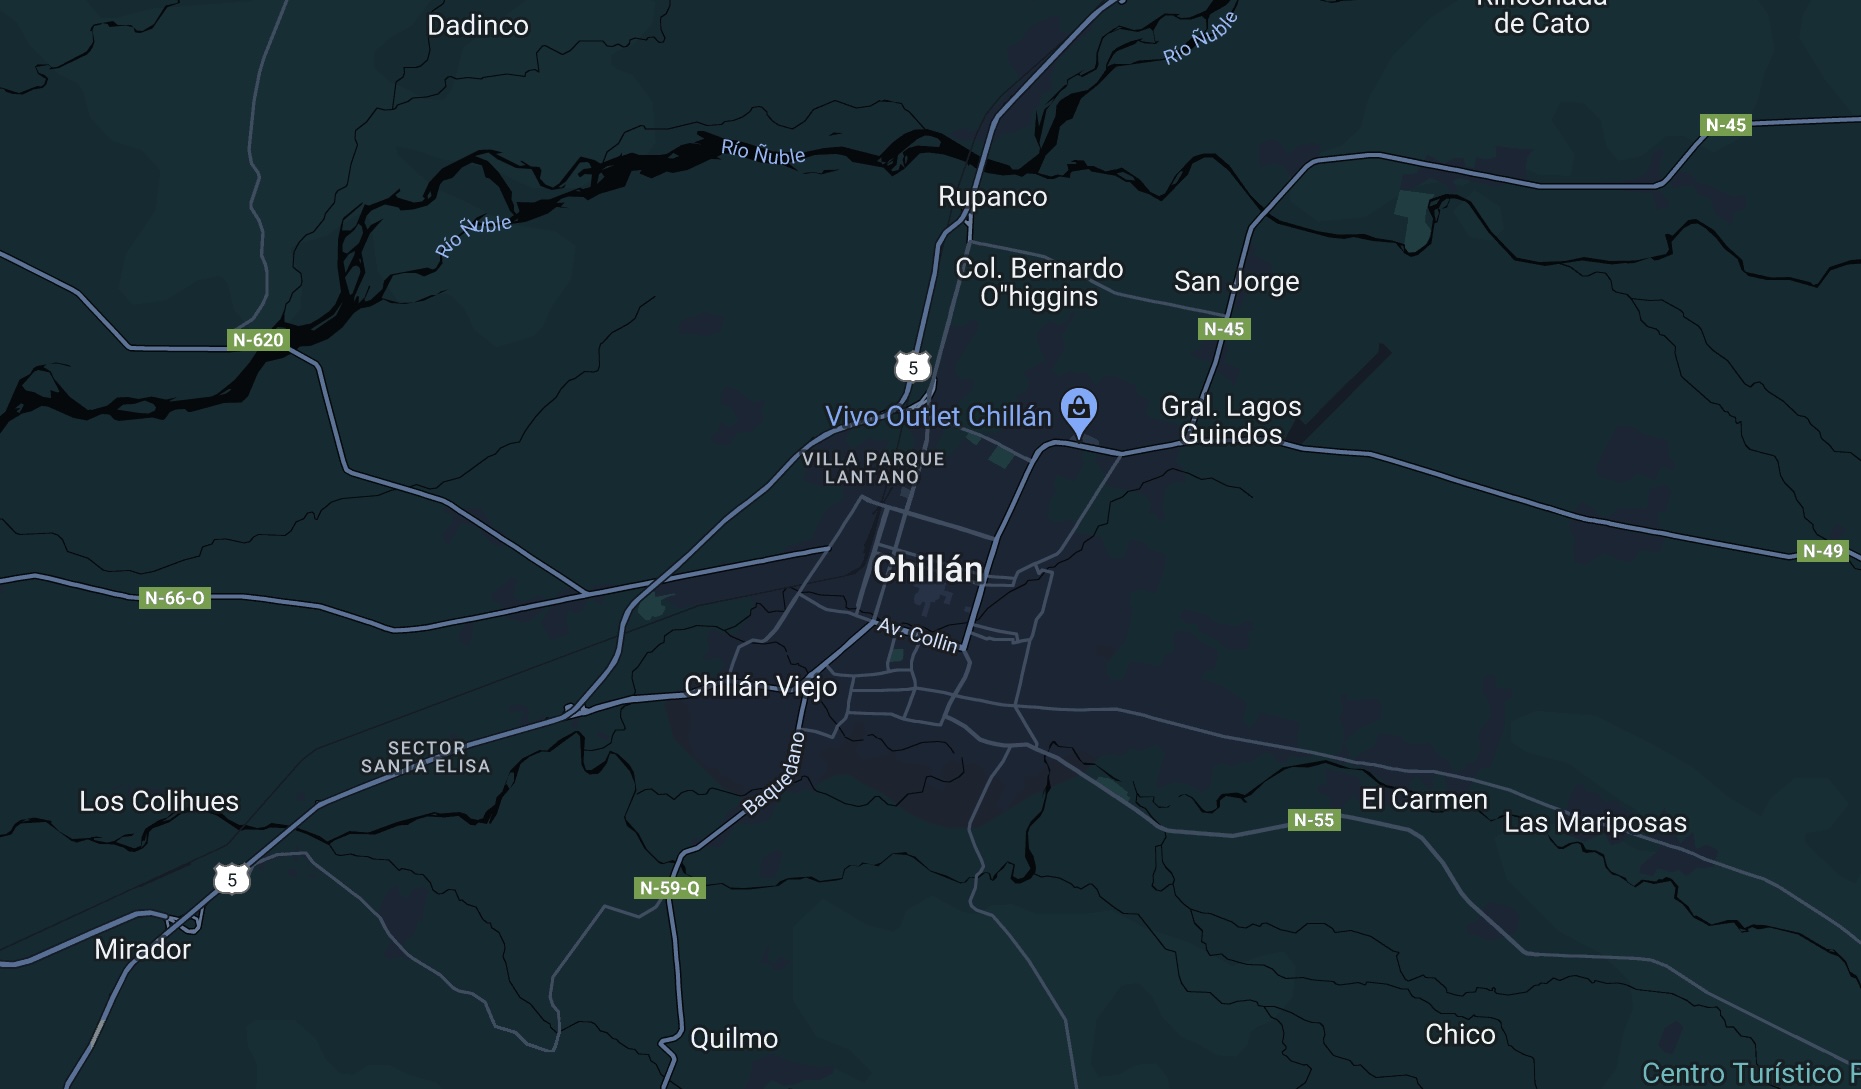 Dadinco
Rinconada
de Cato
Río Ñuble
N-45
Río Ñuble
Rupanco
Río Ñuble
Col. Bernardo
O"higgins
San Jorge
N-45
N-620
5
Vivo Outlet Chillán
Gral. Lagos
Guindos
VILLA PARQUE
LANTANO
N-49
Chillán
N-66-O
Av. Collin
Chillán Viejo
SECTOR
SANTA ELISA
Baquedano
Los Colihues
El Carmen
N-55
Las Mariposas
5
N-59-Q
Mirador
Quilmo
Chico
Centro Turístico